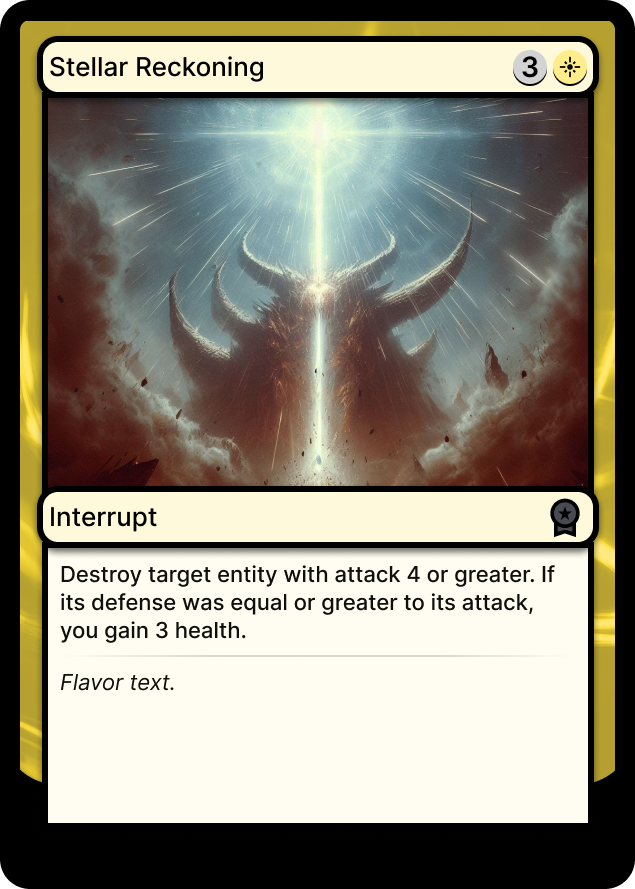 Stellar Reckoning 3
Interrupt
Destroy target entity with attack 4 or greater. If
its defense was equal or greater to its attack,
you gain 3 health.
Flavor text.